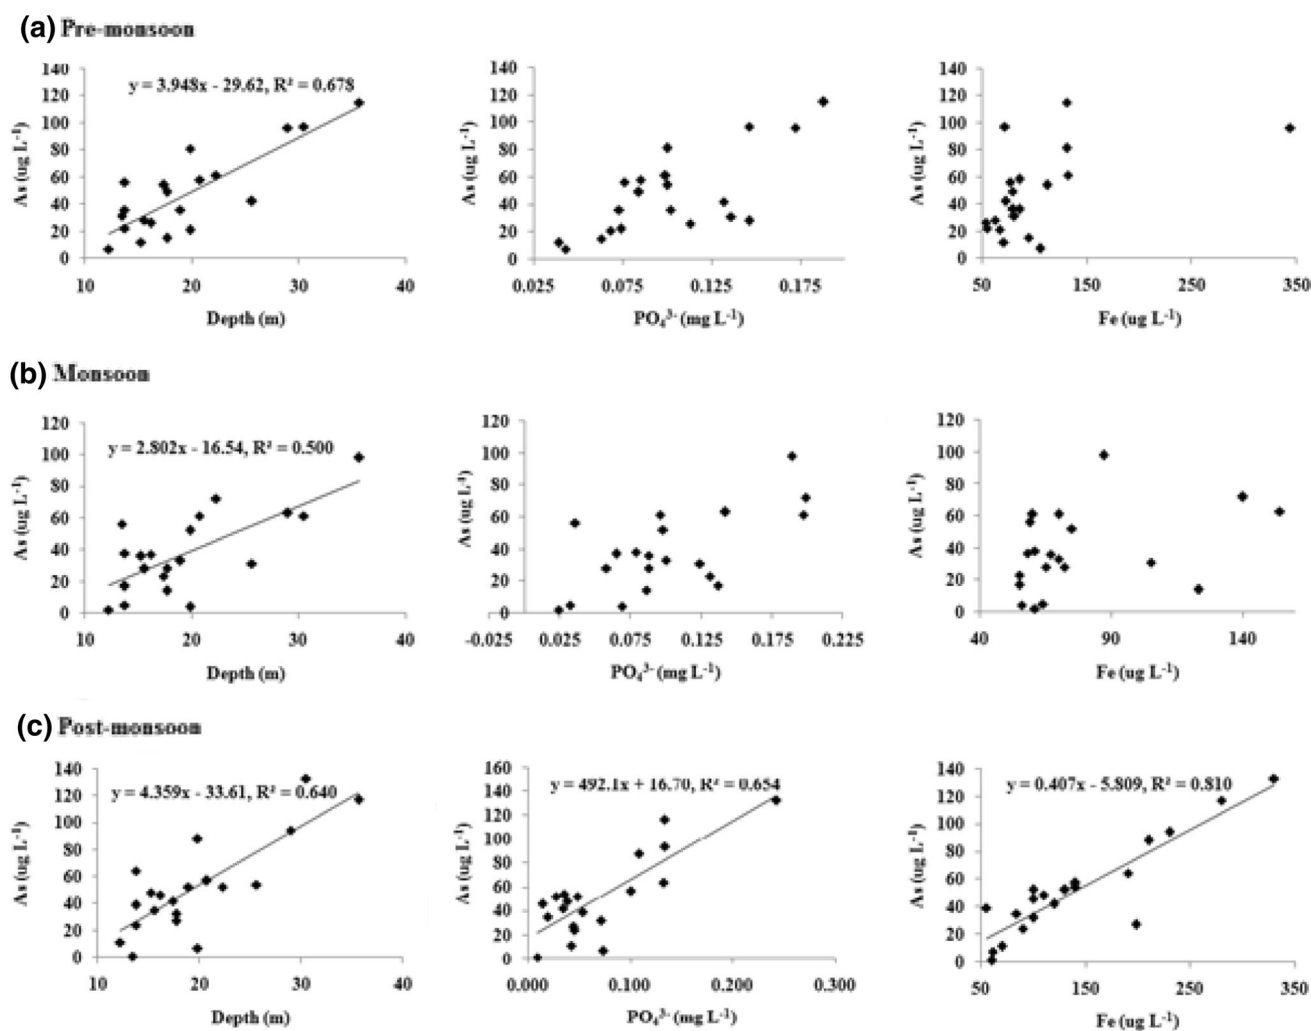 (a) Pre-monsoon
y = 3.948x - 29.62, R² = 0.678
As (ug L-1)
140
120
100
80
60
40
20
0
10 20 30 40
Depth (m)
As (ug L-1)
140
120
100
80
60
40
20
0
0.025 0.075 0.125 0.175
PO₄³⁻ (mg L-1)
As (ug L-1)
140
120
100
80
60
40
20
0
50 150 250 350
Fe (ug L-1)
(b) Monsoon
y = 2.802x - 16.54, R² = 0.500
As (ug L-1)
120
100
80
60
40
20
0
10 20 30 40
Depth (m)
As (ug L-1)
120
100
80
60
40
20
0
-0.025 0.025 0.075 0.125 0.175 0.225
PO₄³⁻ (mg L-1)
As (ug L-1)
120
100
80
60
40
20
0
40 90 140
Fe (ug L-1)
(c) Post-monsoon
y = 4.359x - 33.61, R² = 0.640
As (ug L-1)
140
120
100
80
60
40
20
0
10 20 30 40
Depth (m)
y = 492.1x + 16.70, R² = 0.654
As (ug L-1)
160
140
120
100
80
60
40
20
0
0.000 0.100 0.200 0.300
PO₄³⁻ (mg L-1)
y = 0.407x - 5.809, R² = 0.810
As (ug L-1)
140
120
100
80
60
40
20
0
50 150 250 350
Fe (ug L-1)